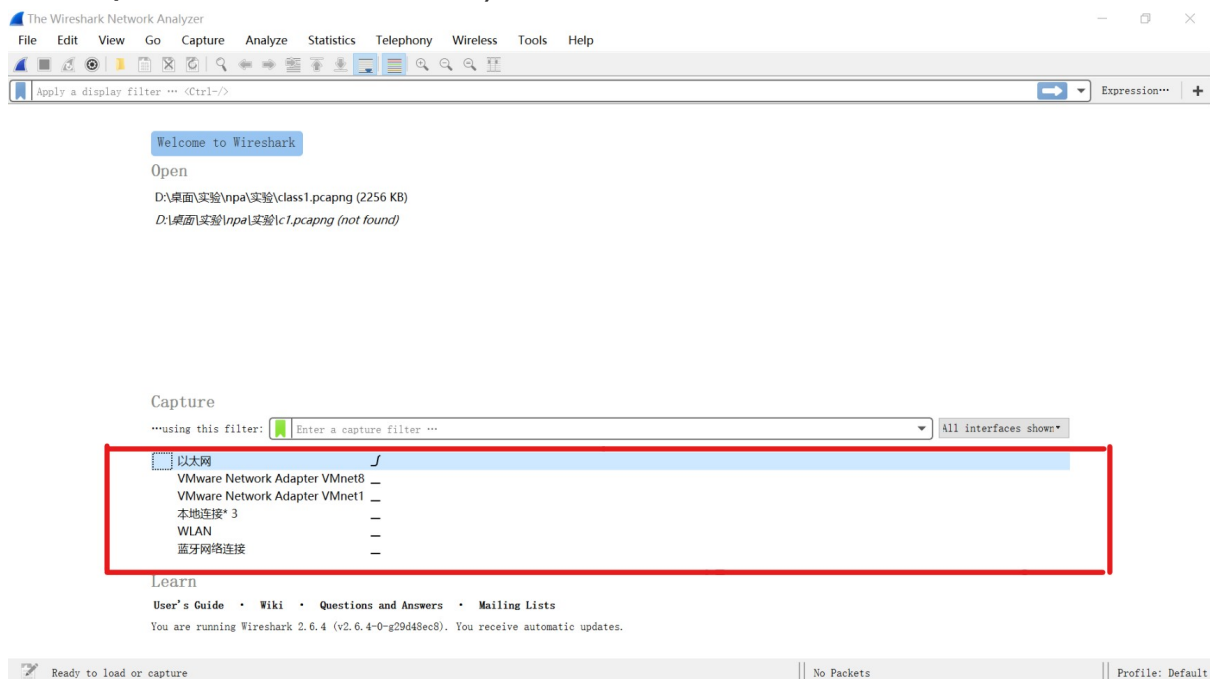 The Wireshark Network Analyzer
File Edit View Go Capture Analyze Statistics Telephony Wireless Tools Help
Apply a display filter … <Ctrl-/>
Expression… +
Welcome to Wireshark
Open
D:\桌面\实验\npa\实验\class1.pcapng (2256 KB)
D:\桌面\实验\npa\实验\c1.pcapng (not found)
Capture
…using this filter: Enter a capture filter … All interfaces shown
以太网
VMware Network Adapter VMnet8
VMware Network Adapter VMnet1
本地连接* 3
WLAN
蓝牙网络连接
Learn
User's Guide · Wiki · Questions and Answers · Mailing Lists
You are running Wireshark 2.6.4 (v2.6.4-0-g29d48ec8). You receive automatic updates.
Ready to load or capture No Packets Profile: Default